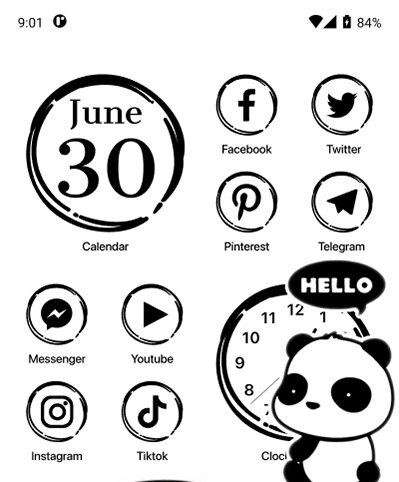 9:01
84%
June
30
Calendar
Facebook
Twitter
Pinterest
Telegram
HELLO
Messenger
Youtube
11
12
1
10
9
8
Instagram
Tiktok